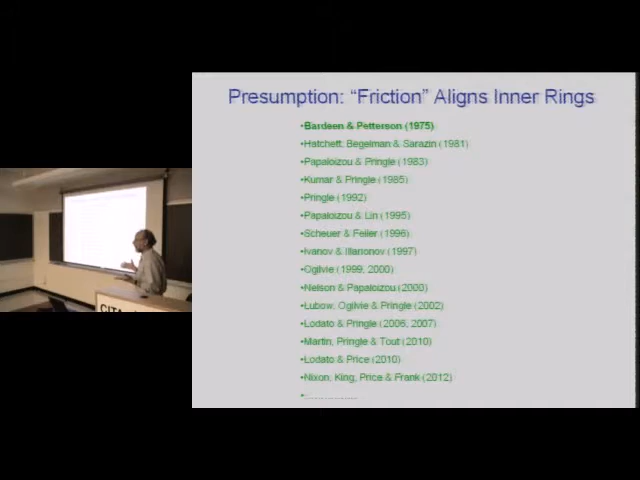 Presumption: “Friction” Aligns Inner Rings
•Bardeen & Petterson (1975)
•Hatchett, Begelman & Sarazin (1981)
•Papaloizou & Pringle (1983)
•Kumar & Pringle (1985)
•Pringle (1992)
•Papaloizou & Lin (1995)
•Scheuer & Feiler (1996)
•Ivanov & Illarionov (1997)
•Ogilvie (1999, 2000)
•Nelson & Papaloizou (2000)
•Lubow, Ogilvie & Pringle (2002)
•Lodato & Pringle (2006, 2007)
•Martin, Pringle & Tout (2010)
•Lodato & Price (2010)
•Nixon, King, Price & Frank (2012)
•………………